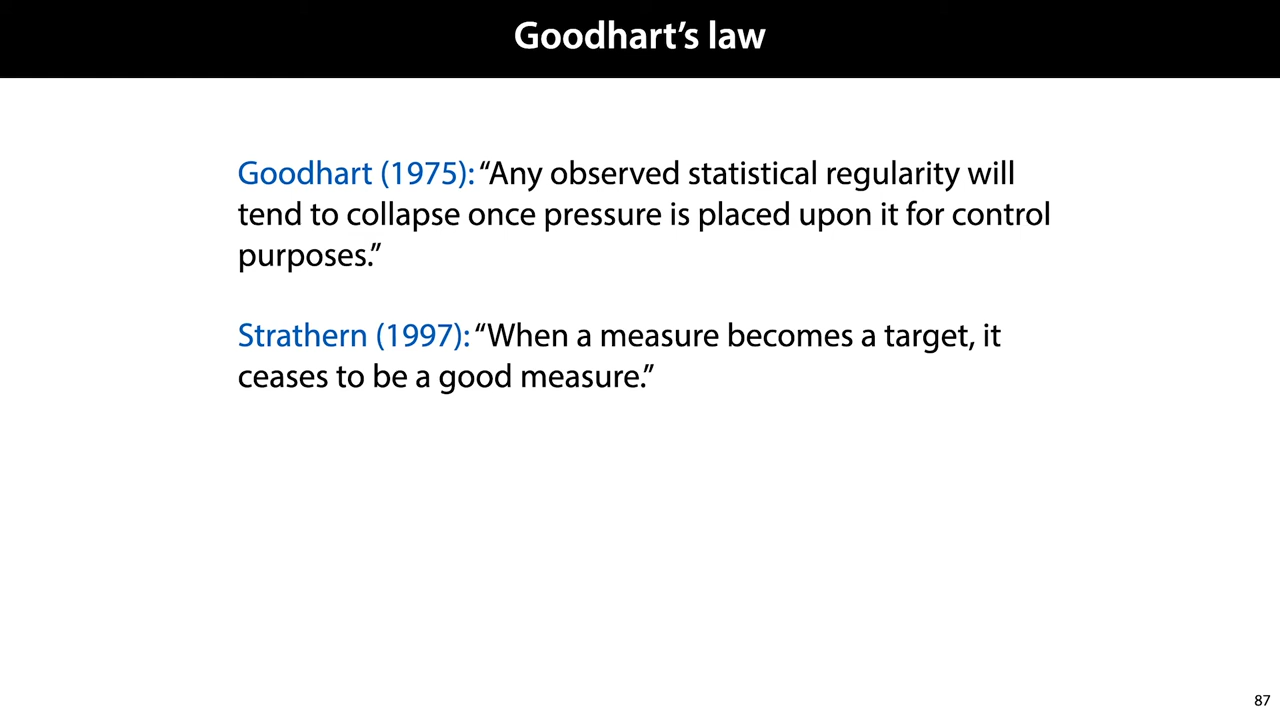 Goodhart’s law
Goodhart (1975): “Any observed statistical regularity will
tend to collapse once pressure is placed upon it for control
purposes.”
Strathern (1997): “When a measure becomes a target, it
ceases to be a good measure.”
87